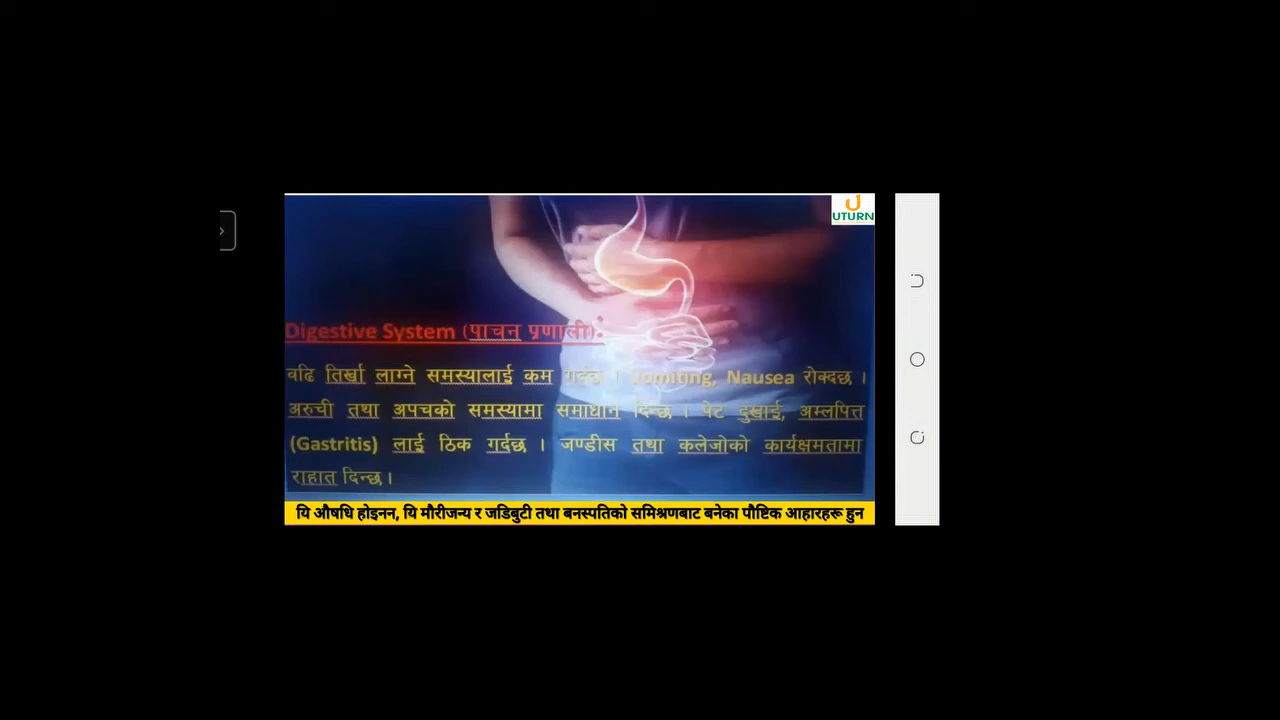 UTURN
Digestive System (पाचन प्रणाली):
वढि तिर्खा लाग्ने समस्यालाई कम गर्दछ । Vomiting, Nausea रोक्दछ ।
अरुची तथा अपचको समस्यामा समाधान दिन्छ । पेट दुखाई, अम्लपित्त
(Gastritis) लाई ठिक गर्दछ । जण्डीस तथा कलेजोको कार्यक्षमतामा
राहात दिन्छ ।
यि औषधि होइनन, यि मौरीजन्य र जडिबुटी तथा बनस्पतिको समिश्रणबाट बनेका पौष्टिक आहारहरू हुन